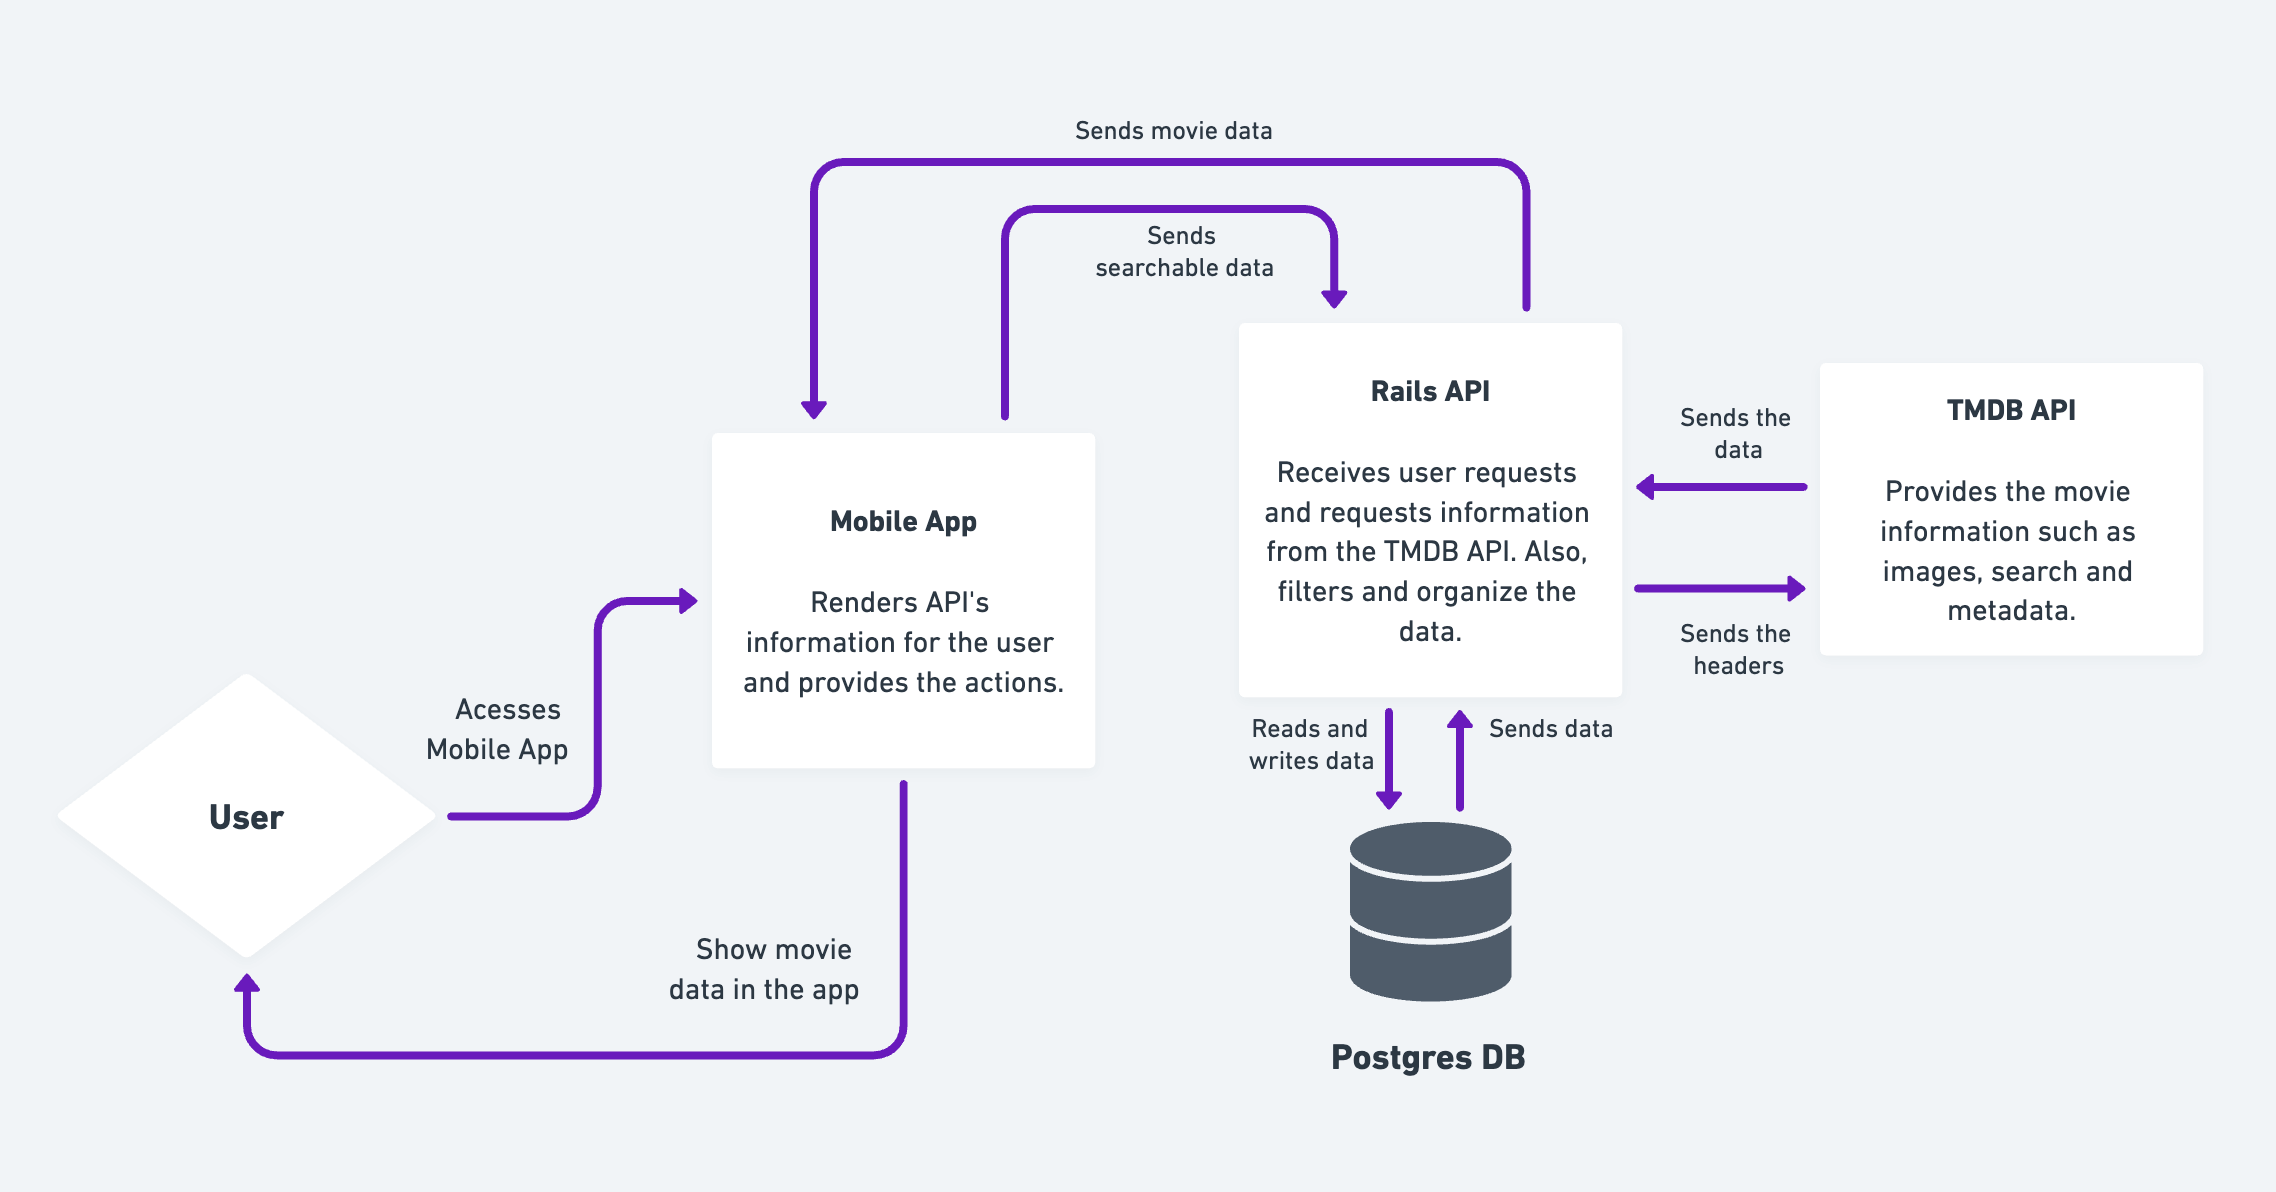 Sends movie data
Sends
searchable data
Rails API
Receives user requests
and requests information
from the TMDB API. Also,
filters and organize the
data.
Sends the
data
TMDB API
Provides the movie
information such as
images, search and
metadata.
Sends the
headers
Mobile App
Renders API's
information for the user
and provides the actions.
Acesses
Mobile App
User
Reads and
writes data
Sends data
Show movie
data in the app
Postgres DB